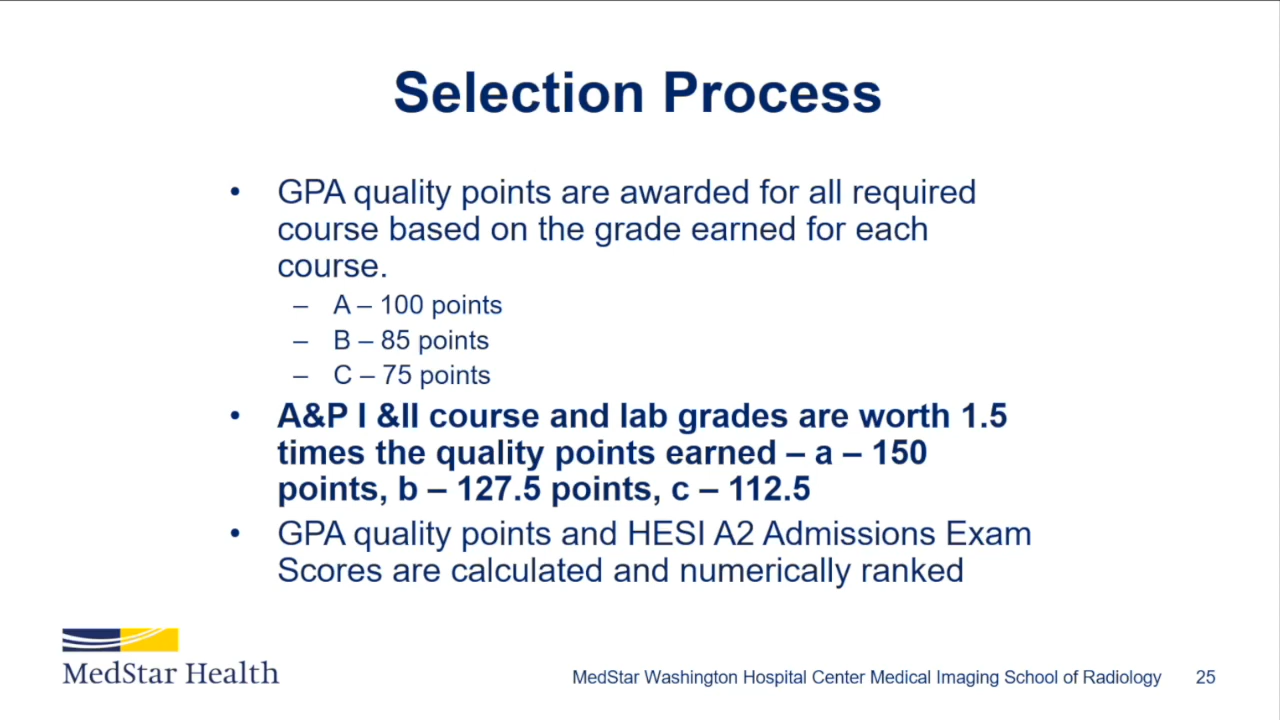 Selection Process
• GPA quality points are awarded for all required
course based on the grade earned for each
course.
– A – 100 points
– B – 85 points
– C – 75 points
• A&P I &II course and lab grades are worth 1.5
times the quality points earned – a – 150
points, b – 127.5 points, c – 112.5
• GPA quality points and HESI A2 Admissions Exam
Scores are calculated and numerically ranked
MedStar Health
MedStar Washington Hospital Center Medical Imaging School of Radiology 25